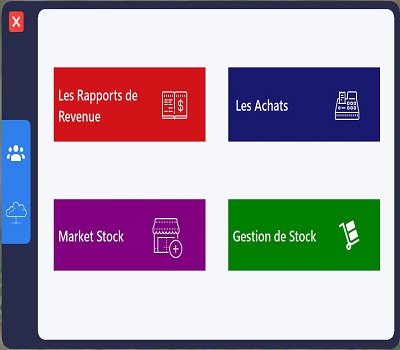 X
Les Rapports de
Revenue
$
Les Achats
Market Stock
Gestion de Stock